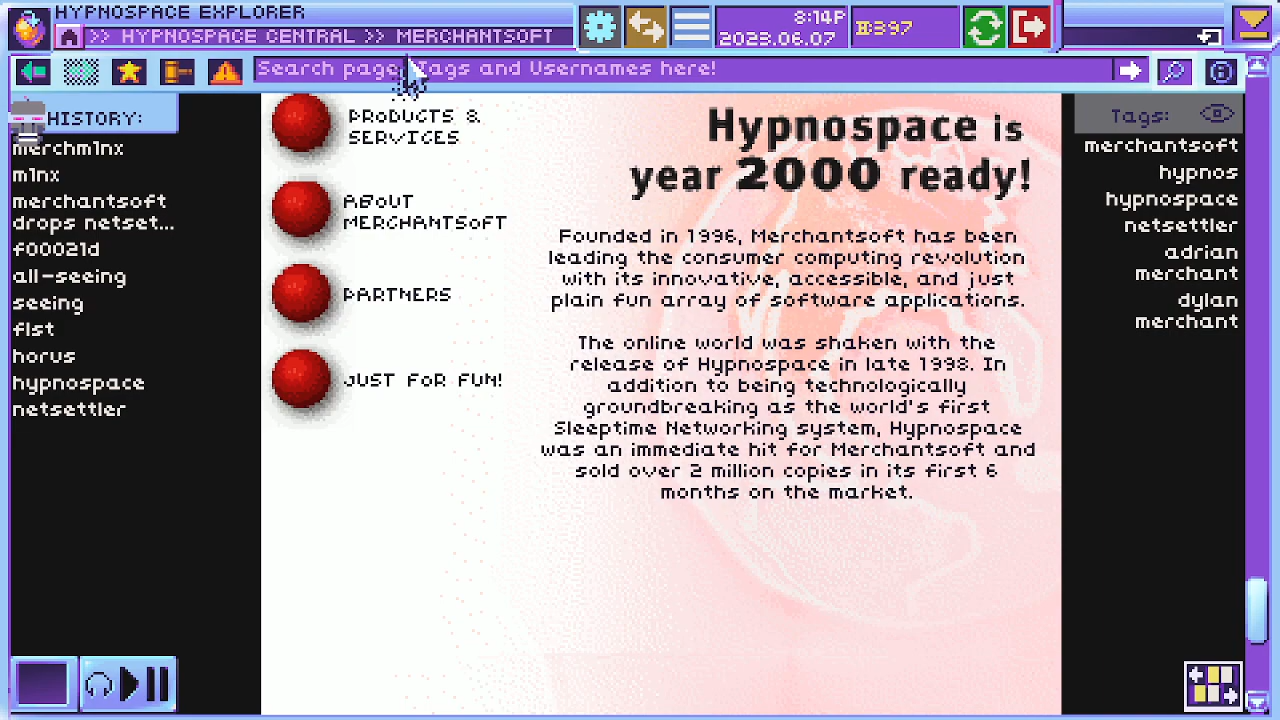 HYPNOSPACE EXPLORER
>> HYPNOSPACE CENTRAL >> MERCHANTSOFT
8:14P
2023.06.07
397
Search page, Tags and Usernames here!
HISTORY:
merchm1nx
m1nx
merchantsoft
drops netset...
f00021d
all-seeing
seeing
flst
horus
hypnospace
netsettler
PRODUCTS &
SERVICES
ABOUT
MERCHANTSOFT
PARTNERS
JUST FOR FUN!
Hypnospace is
year 2000 ready!
Founded in 1996, Merchantsoft has been
leading the consumer computing revolution
with its innovative, accessible, and just
plain fun array of software applications.
The online world was shaken with the
release of Hypnospace in late 1998. In
addition to being technologically
groundbreaking as the world's first
Sleeptime Networking system, Hypnospace
was an immediate hit for Merchantsoft and
sold over 2 million copies in its first 6
months on the market.
Tags:
merchantsoft
hypnos
hypnospace
netsettler
adrian
merchant
dylan
merchant